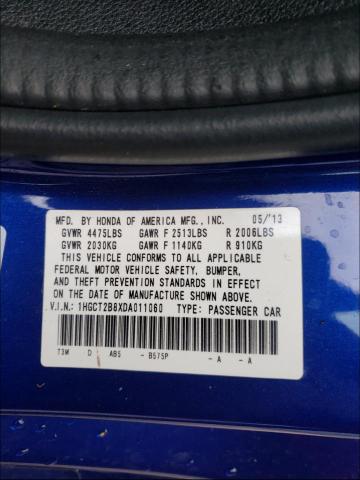 MFD. BY HONDA OF AMERICA MFG.,INC. 05/'13
GVWR 4475LBS GAWR F 2513LBS R 2006LBS
GVWR 2030KG GAWR F 1140KG R 910KG
THIS VEHICLE CONFORMS TO ALL APPLICABLE
FEDERAL MOTOR VEHICLE SAFETY, BUMPER,
AND THEFT PREVENTION STANDARDS IN EFFECT
ON THE DATE OF MANUFACTURE SHOWN ABOVE.
V.I.N.: 1HGCT2B8XDA011060 TYPE: PASSENGER CAR
T3M D AB5 - B575P - A - A